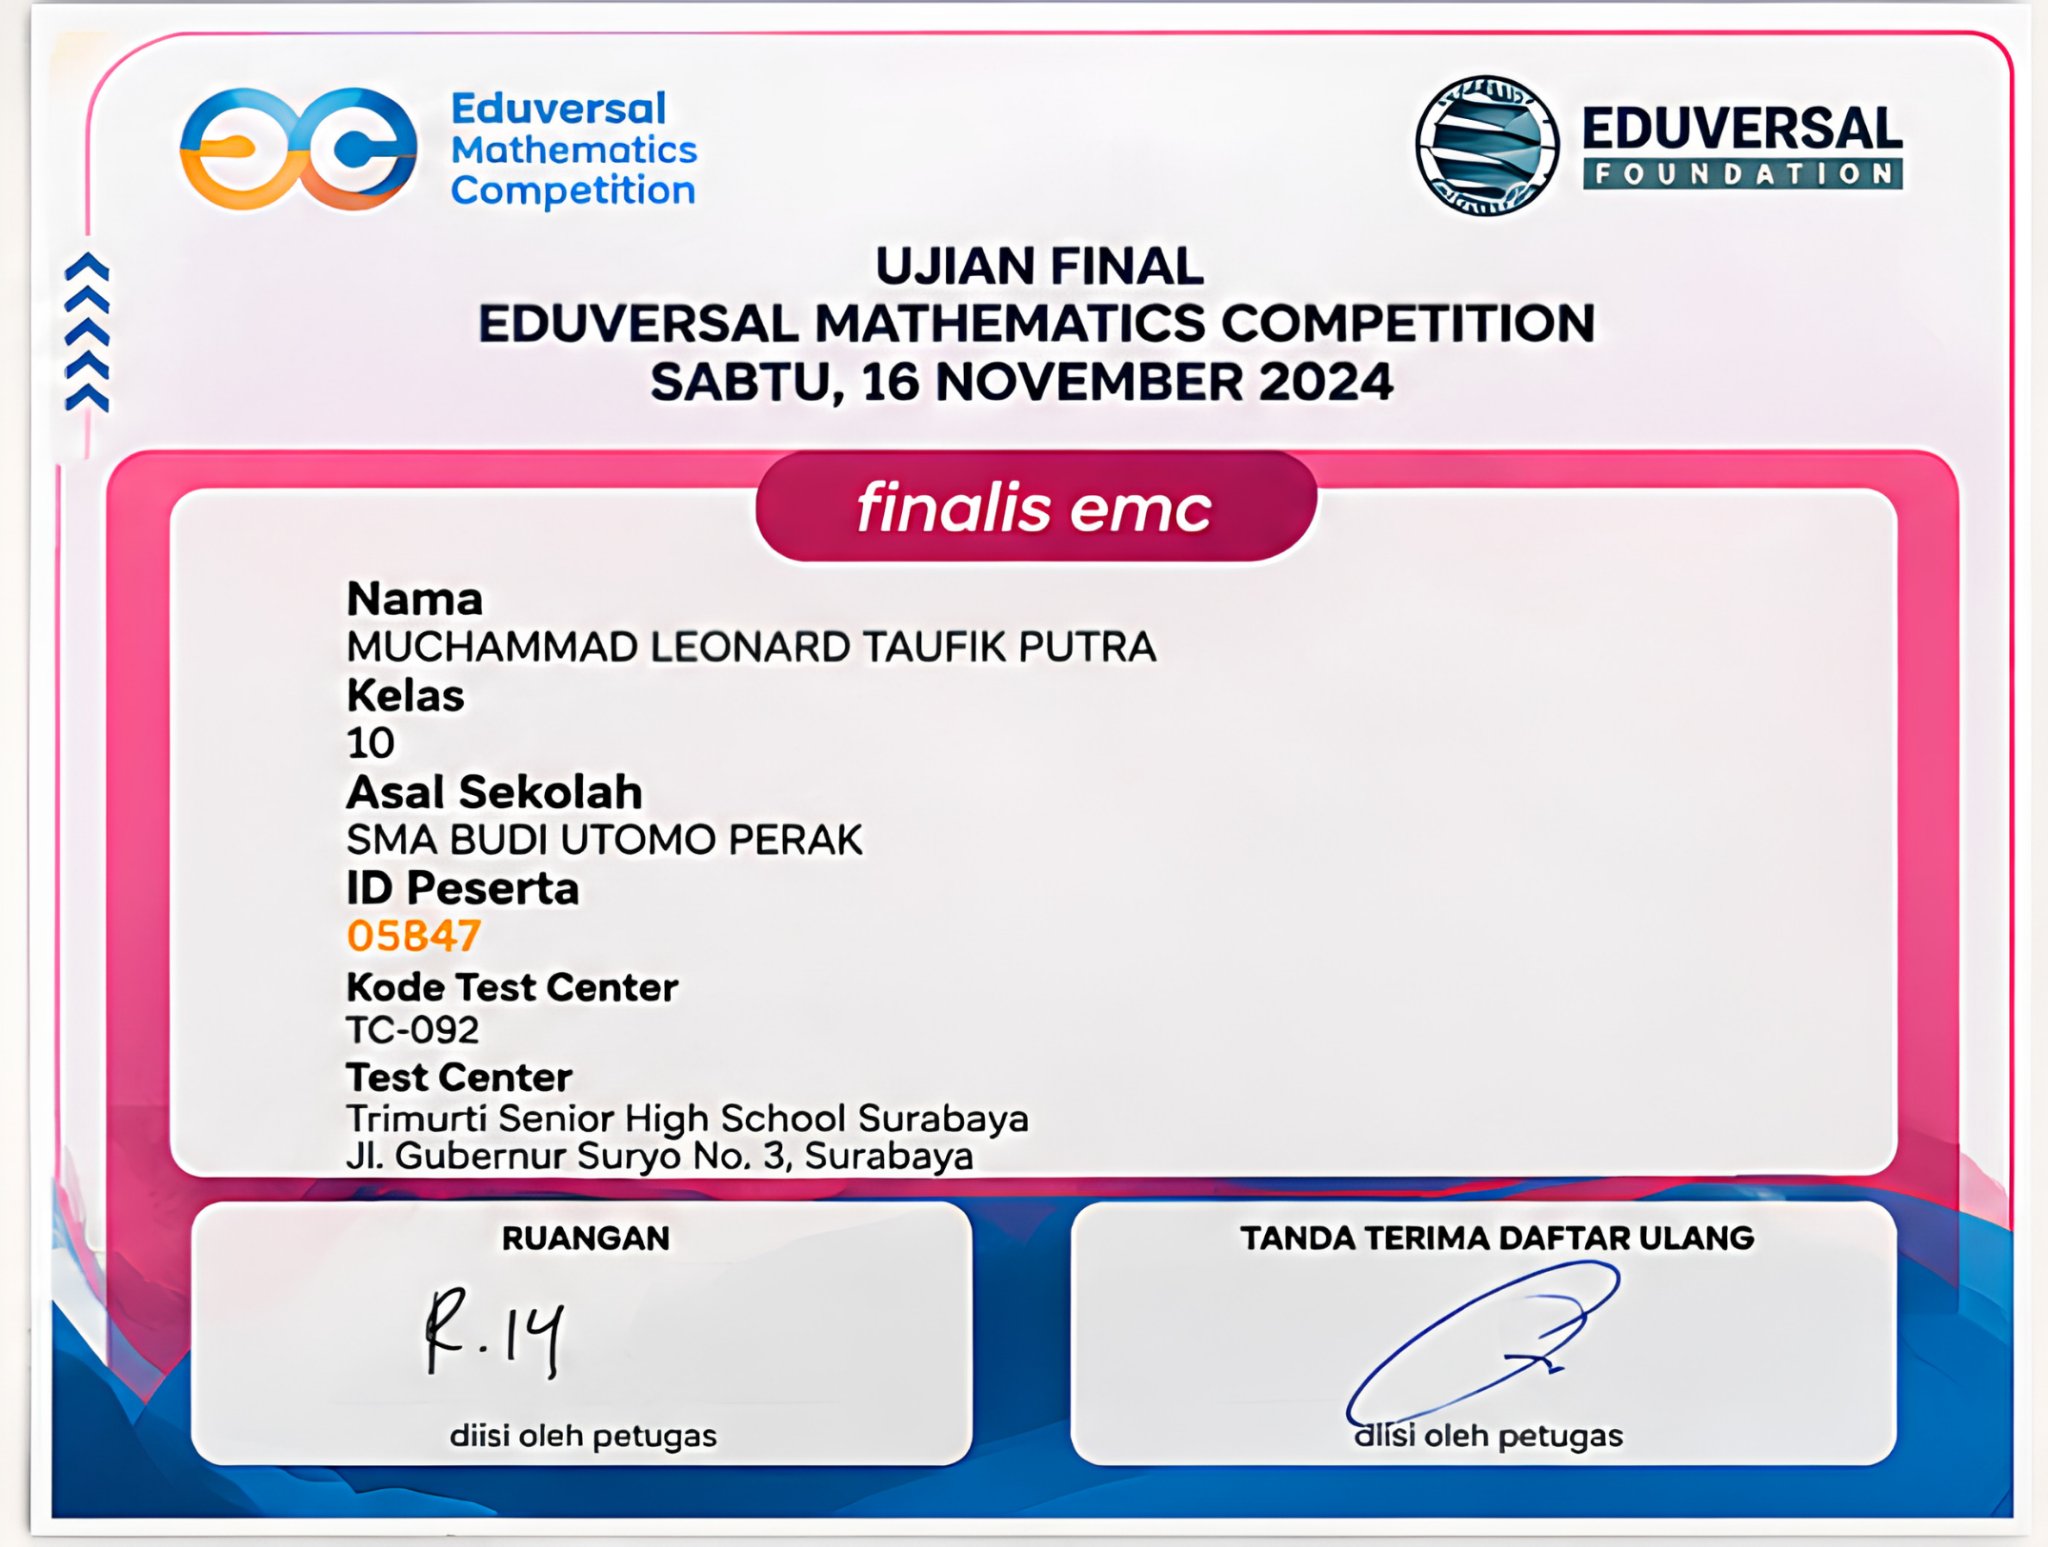 Eduversal
Mathematics
Competition
EDUVERSAL
FOUNDATION
UJIAN FINAL
EDUVERSAL MATHEMATICS COMPETITION
SABTU, 16 NOVEMBER 2024
finalis emc
Nama
MUCHAMMAD LEONARD TAUFIK PUTRA
Kelas
10
Asal Sekolah
SMA BUDI UTOMO PERAK
ID Peserta
05B47
Kode Test Center
TC-092
Test Center
Trimurti Senior High School Surabaya
Jl. Gubernur Suryo No. 3, Surabaya
RUANGAN
R.14
diisi oleh petugas
TANDA TERIMA DAFTAR ULANG
diisi oleh petugas